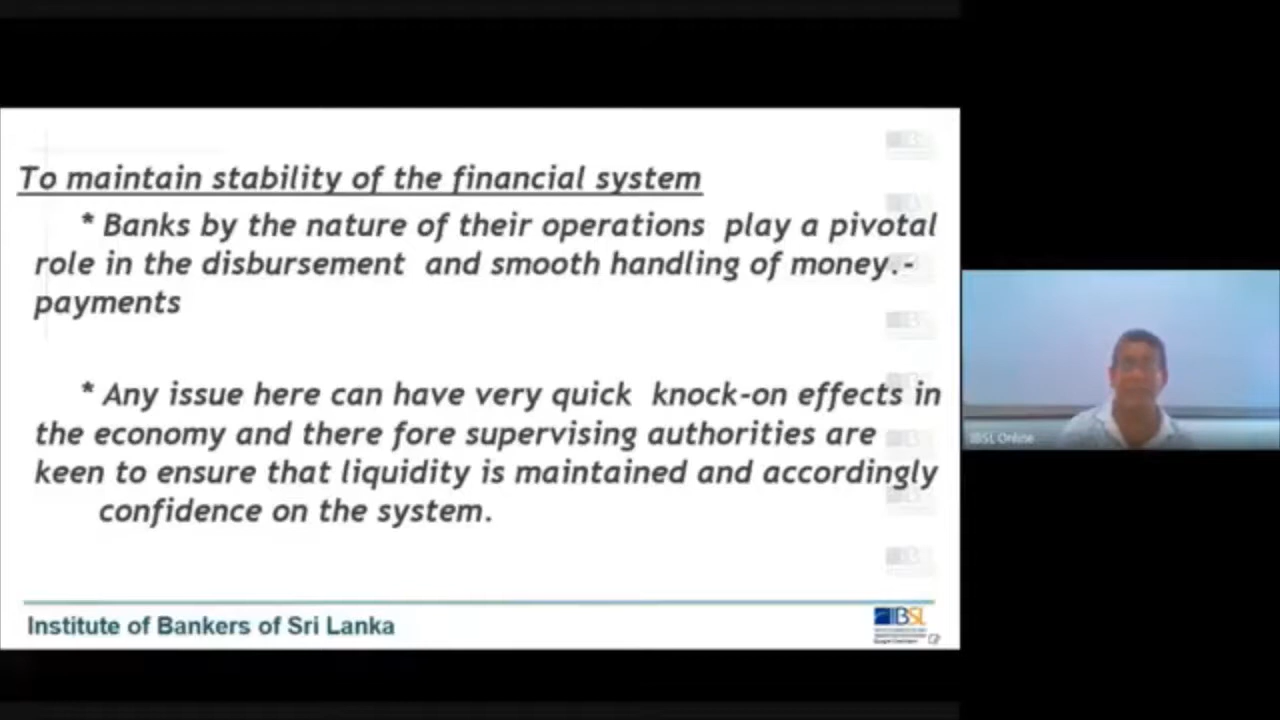 To maintain stability of the financial system
* Banks by the nature of their operations play a pivotal
role in the disbursement and smooth handling of money.-
payments
* Any issue here can have very quick knock-on effects in
the economy and there fore supervising authorities are
keen to ensure that liquidity is maintained and accordingly
confidence on the system.
Institute of Bankers of Sri Lanka
IBSL
IBSL Online